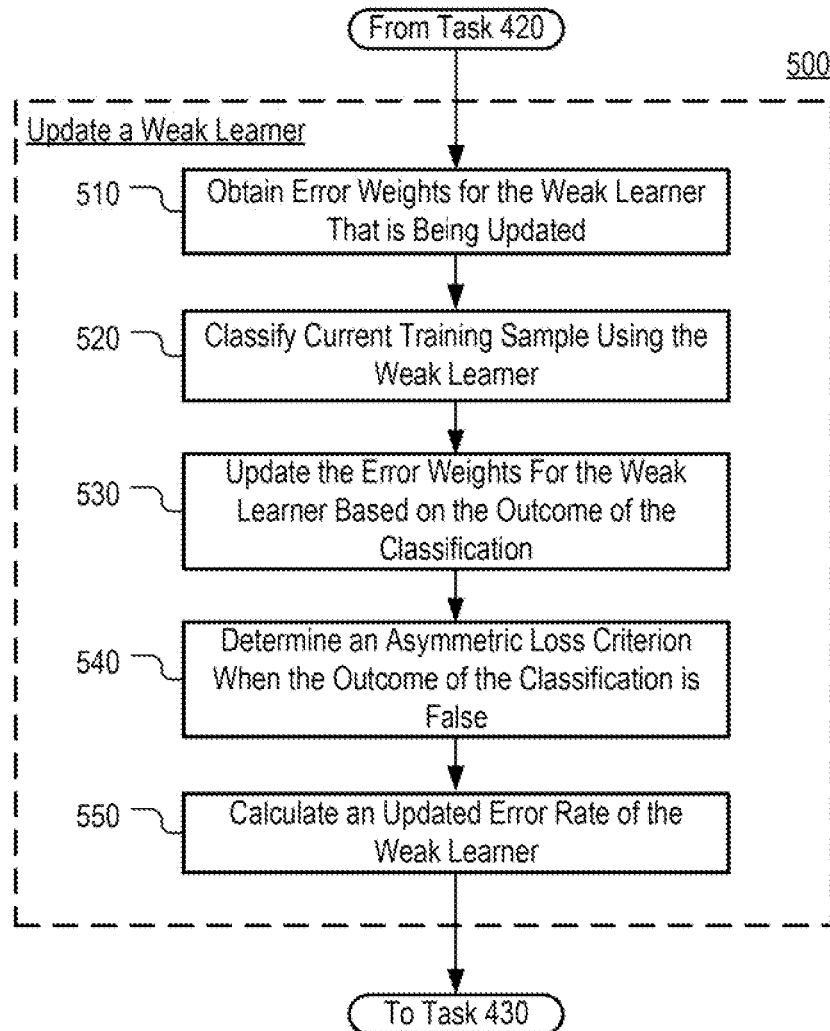 From Task 420
500
Update a Weak Learner
510
Obtain Error Weights for the Weak Learner
That is Being Updated
520
Classify Current Training Sample Using the
Weak Learner
530
Update the Error Weights For the Weak
Learner Based on the Outcome of the
Classification
540
Determine an Asymmetric Loss Criterion
When the Outcome of the Classification is
False
550
Calculate an Updated Error Rate of the
Weak Learner
To Task 430